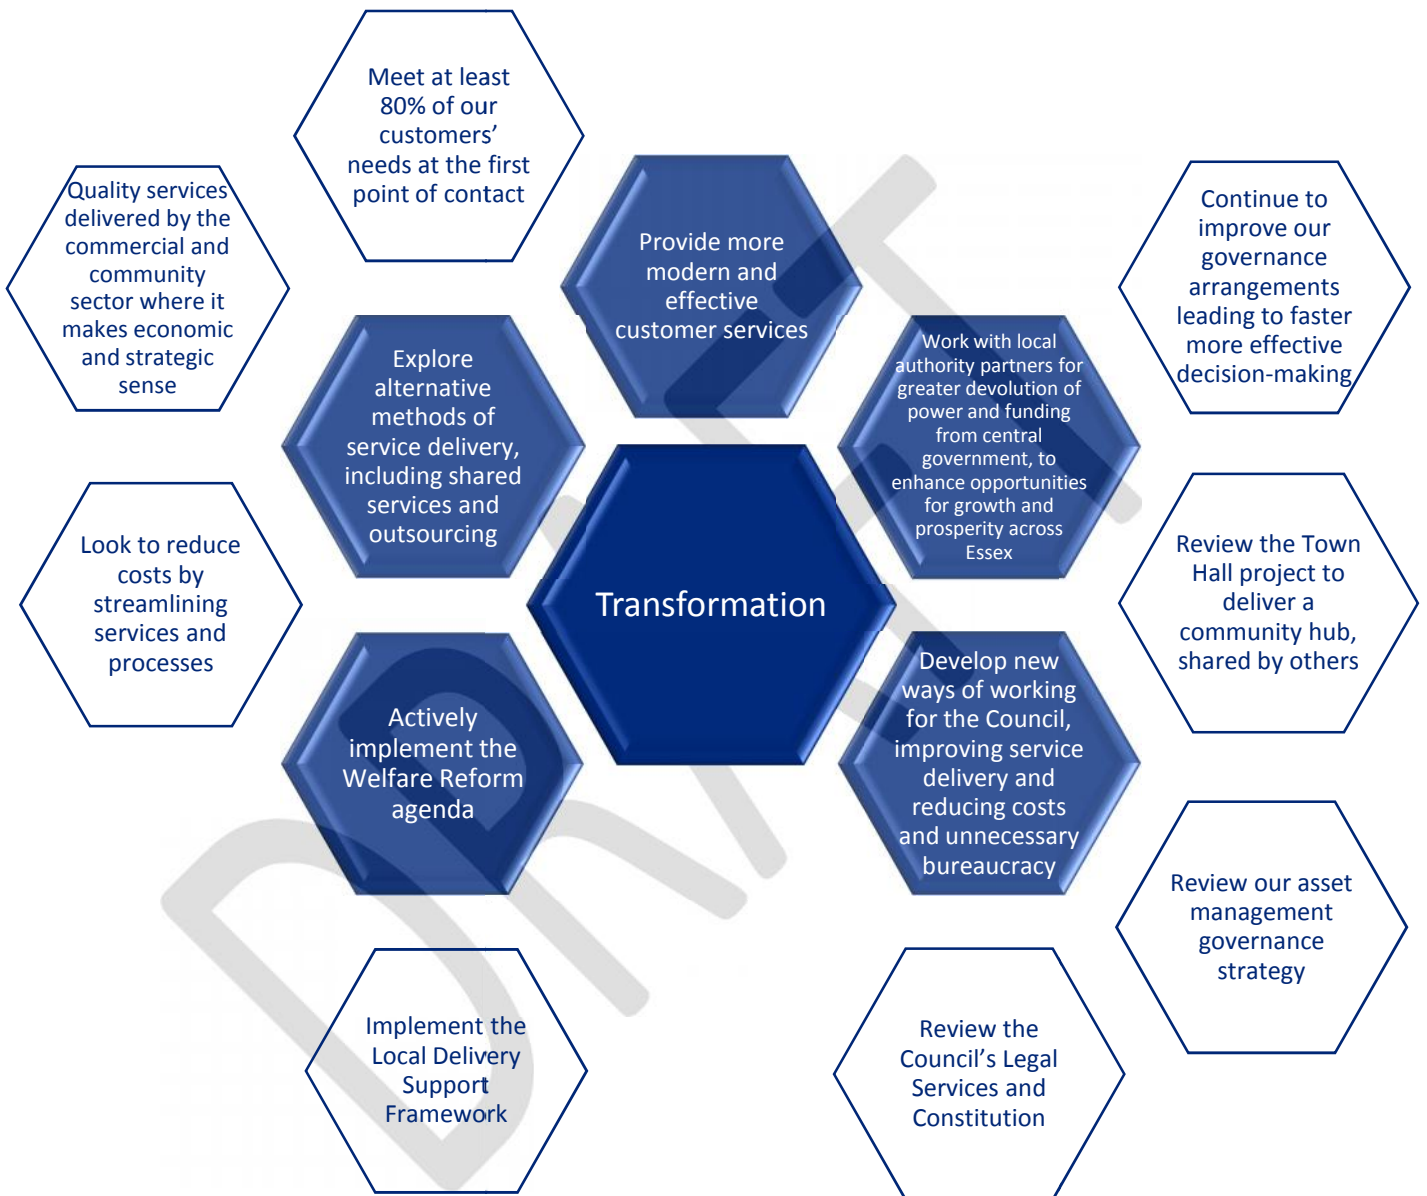 Meet at least
80% of our
customers'
needs at the first
point of contact
Quality services
delivered by the
commercial and
community
sector where it
makes economic
and strategic
sense
Provide more
modern and
effective
customer services
Continue to
improve our
governance
arrangements
leading to faster
more effective
decision-making
Explore
alternative
methods of
service delivery,
including shared
services and
outsourcing
Work with local
authority partners for
greater devolution of
power and funding
from central
government, to
enhance opportunities
for growth and
prosperity across
Essex
Look to reduce
costs by
streamlining
services and
processes
Transformation
Review the Town
Hall project to
deliver a
community hub,
shared by others
Actively
implement the
Welfare Reform
agenda
Develop new
ways of working
for the Council,
improving service
delivery and
reducing costs
and unnecessary
bureaucracy
Review our asset
management
governance
strategy
Implement the
Local Delivery
Support
Framework
Review the
Council's Legal
Services and
Constitution
DRAFT